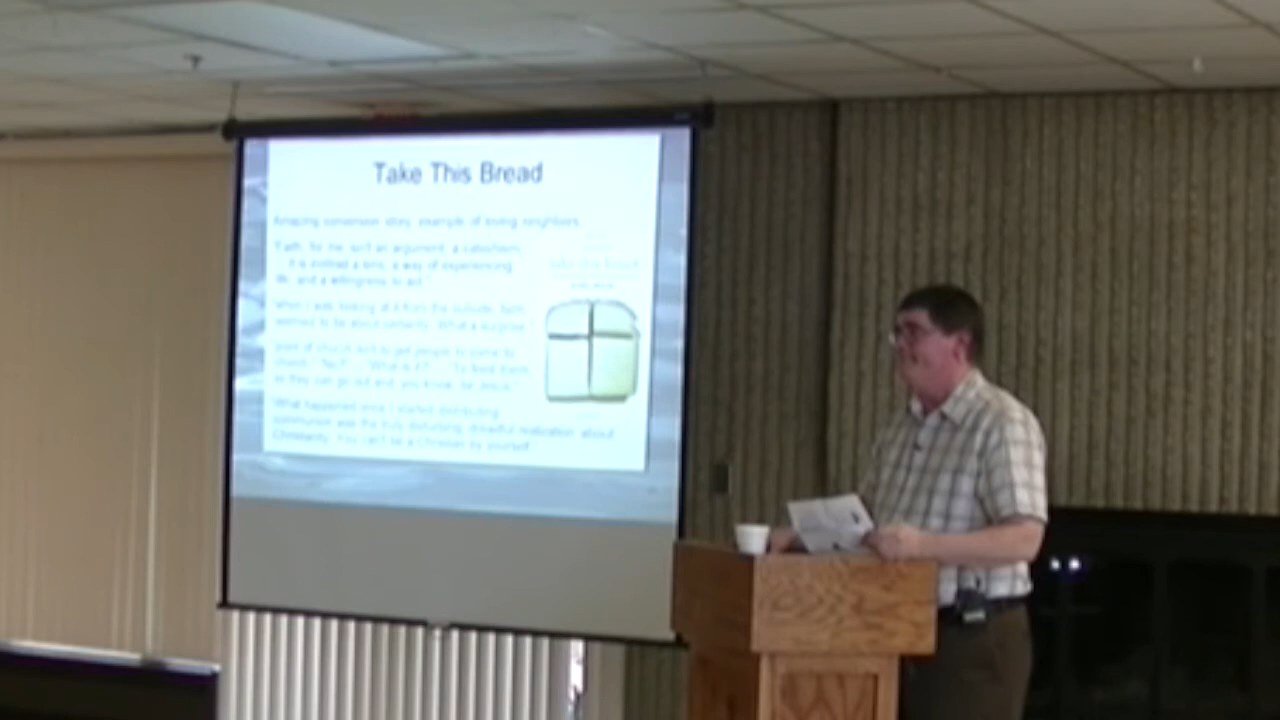 Take This Bread
Amazing conversion story, example of loving neighbors
"Faith, for me, isn't an argument, a catechism,
It is instead a lens, a way of experiencing
life, and a willingness to act."
When I was looking at it from the outside, faith
seemed to be about certainty. What a surprise
point of church isn't to get people to come to
church." "No?" "What is it?" "To feed them,
so they can go out and, you know, be Jesus."
What happened once I started distributing
communion was the truly disturbing, dreadful realization about
Christianity: You can't be a Christian by yourself.